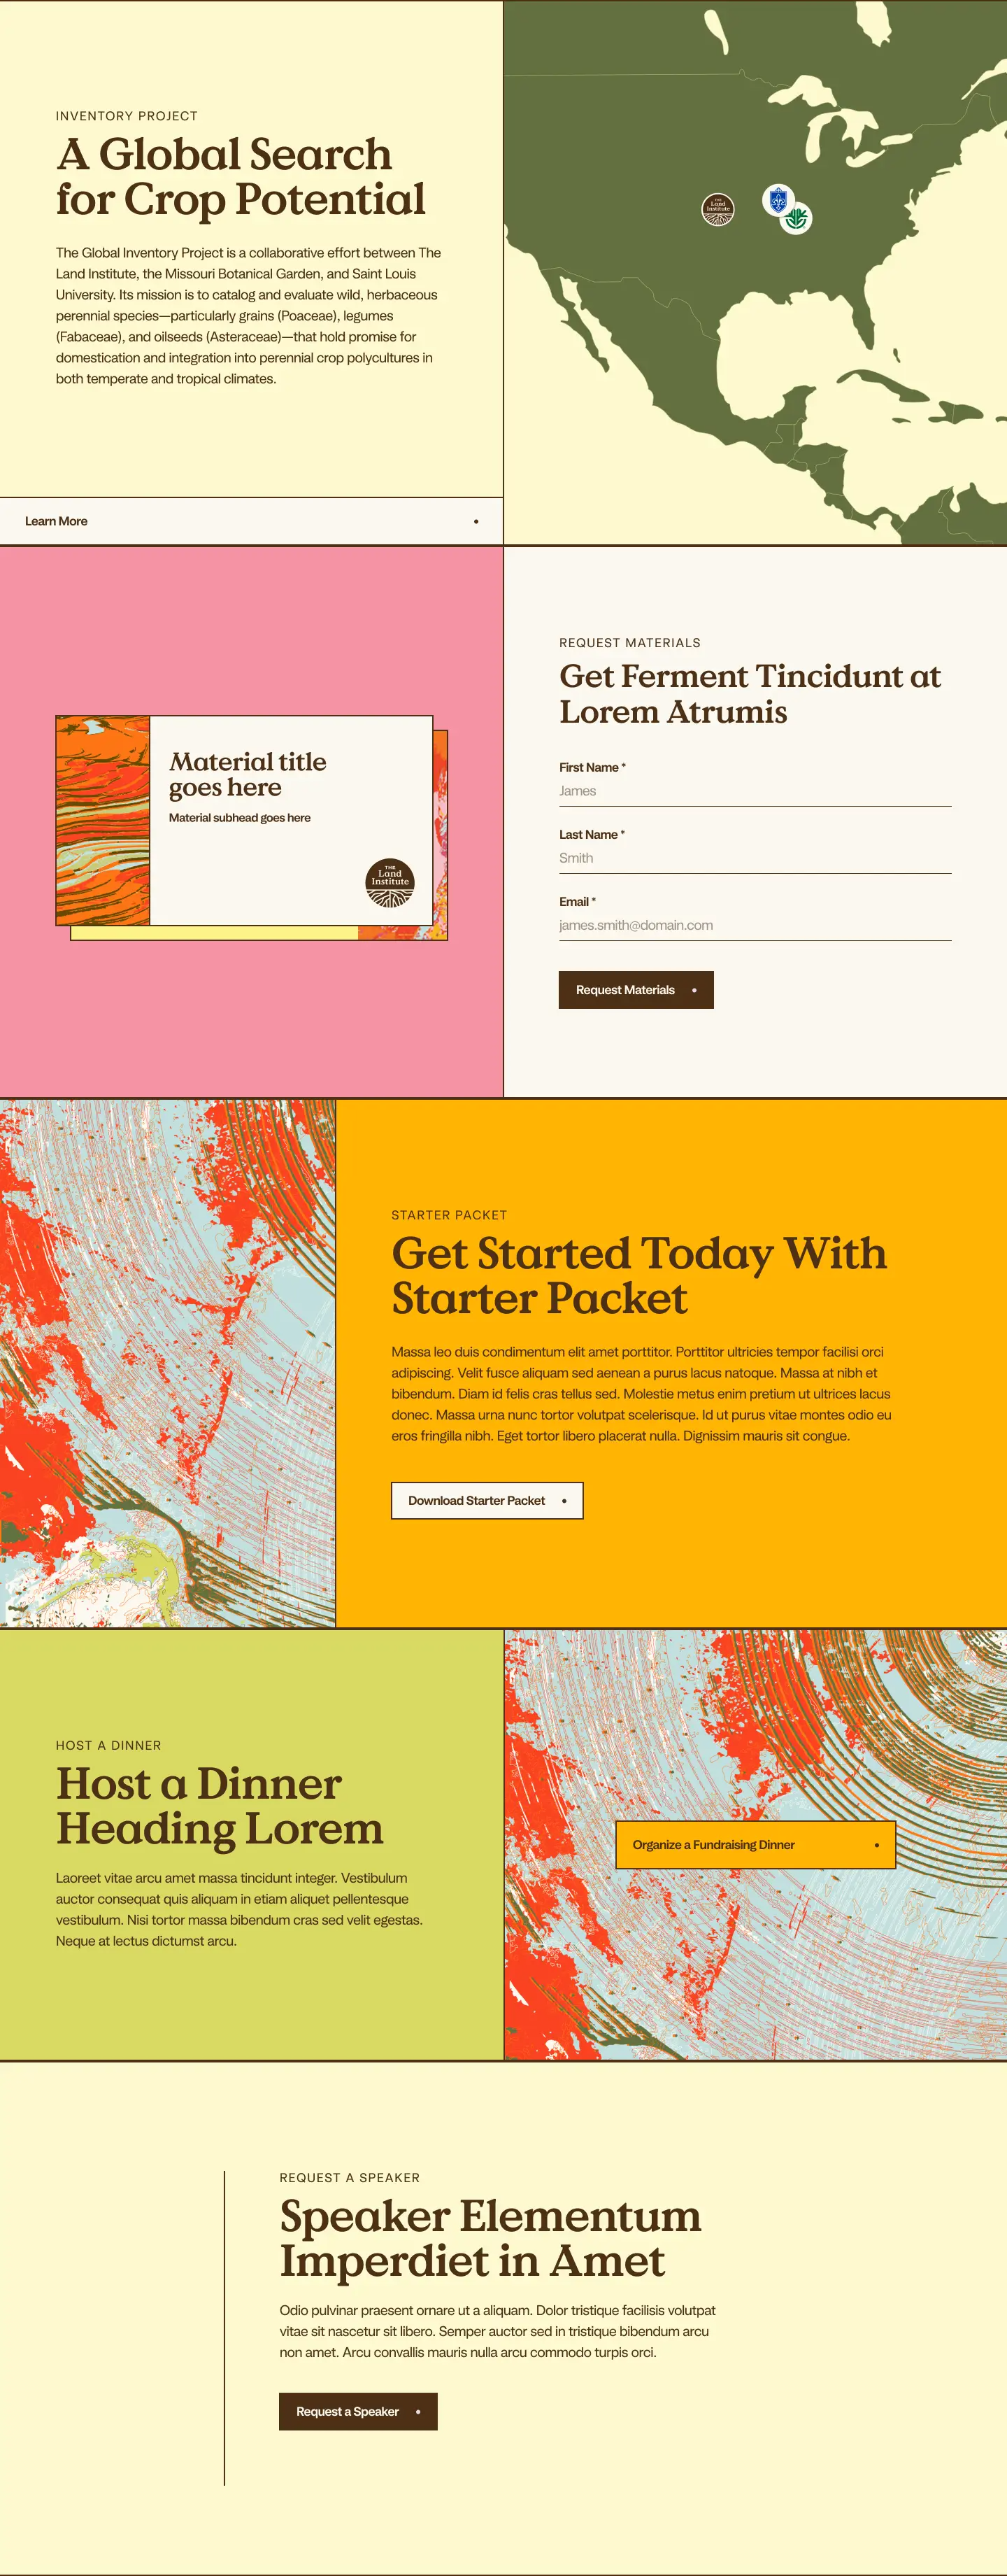 INVENTORY PROJECT
A Global Search
for Crop Potential
The Global Inventory Project is a collaborative effort between The
Land Institute, the Missouri Botanical Garden, and Saint Louis
University. Its mission is to catalog and evaluate wild, herbaceous
perennial species—particularly grains (Poaceae), legumes
(Fabaceae), and oilseeds (Asteraceae)—that hold promise for
domestication and integration into perennial crop polycultures in
both temperate and tropical climates.
Learn More
THE
Land
Institute
REQUEST MATERIALS
Get Ferment Tincidunt at
Lorem Atrumis
First Name *
James
Last Name *
Smith
Email *
james.smith@domain.com
Request Materials
Material title
goes here
Material subhead goes here
THE
Land
Institute
STARTER PACKET
Get Started Today With
Starter Packet
Massa leo duis condimentum elit amet porttitor. Porttitor ultricies tempor facilisi orci
adipiscing. Velit fusce aliquam sed aenean a purus lacus natoque. Massa at nibh et
bibendum. Diam id felis cras tellus sed. Molestie metus enim pretium ut ultrices lacus
donec. Massa urna nunc tortor volutpat scelerisque. Id ut purus vitae montes odio eu
eros fringilla nibh. Eget tortor libero placerat nulla. Dignissim mauris sit congue.
Download Starter Packet
HOST A DINNER
Host a Dinner
Heading Lorem
Laoreet vitae arcu amet massa tincidunt integer. Vestibulum
auctor consequat quis aliquam in etiam aliquet pellentesque
vestibulum. Nisi tortor massa bibendum cras sed velit egestas.
Neque at lectus dictumst arcu.
Organize a Fundraising Dinner
REQUEST A SPEAKER
Speaker Elementum
Imperdiet in Amet
Odio pulvinar praesent ornare ut a aliquam. Dolor tristique facilisis volutpat
vitae sit nascetur sit libero. Semper auctor sed in tristique bibendum arcu
non amet. Arcu convallis mauris nulla arcu commodo turpis orci.
Request a Speaker